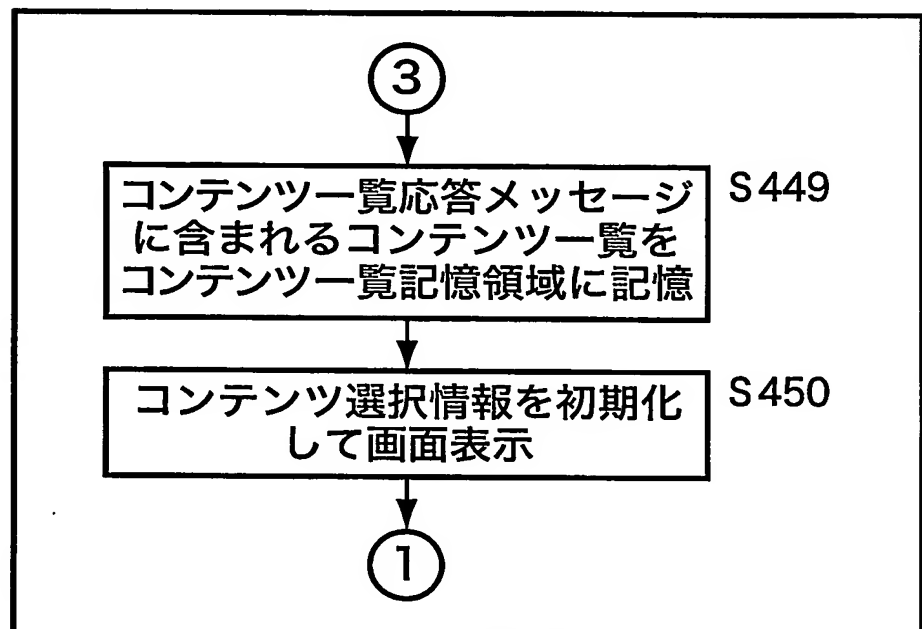 3
コンテンツ一覧応答メッセージ
に含まれるコンテンツ一覧を
コンテンツ一覧記憶領域に記憶
S449
コンテンツ選択情報を初期化
して画面表示
S450
1